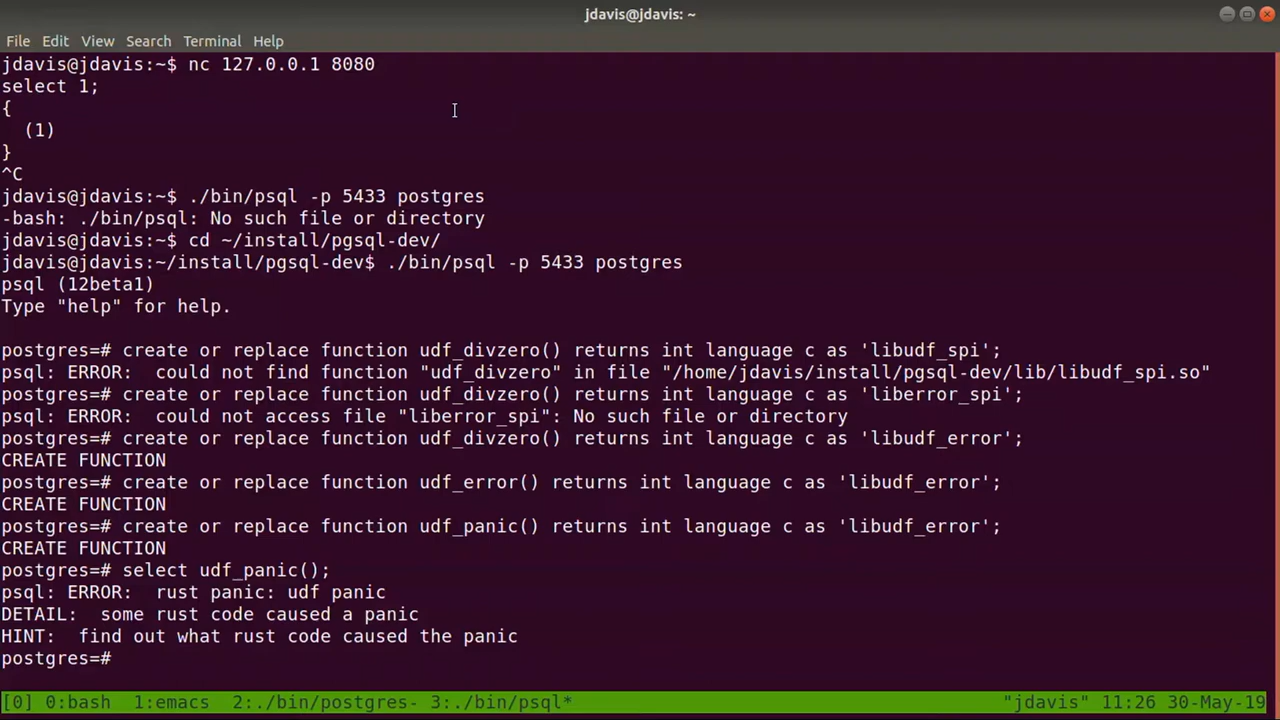 jdavis@jdavis: ~
File Edit View Search Terminal Help
jdavis@jdavis:~$ nc 127.0.0.1 8080
select 1;
{
  (1)
}
^C
jdavis@jdavis:~$ ./bin/psql -p 5433 postgres
-bash: ./bin/psql: No such file or directory
jdavis@jdavis:~$ cd ~/install/pgsql-dev/
jdavis@jdavis:~/install/pgsql-dev$ ./bin/psql -p 5433 postgres
psql (12beta1)
Type "help" for help.
postgres=# create or replace function udf_divzero() returns int language c as 'libudf_spi';
psql: ERROR:  could not find function "udf_divzero" in file "/home/jdavis/install/pgsql-dev/lib/libudf_spi.so"
postgres=# create or replace function udf_divzero() returns int language c as 'liberror_spi';
psql: ERROR:  could not access file "liberror_spi": No such file or directory
postgres=# create or replace function udf_divzero() returns int language c as 'libudf_error';
CREATE FUNCTION
postgres=# create or replace function udf_error() returns int language c as 'libudf_error';
CREATE FUNCTION
postgres=# create or replace function udf_panic() returns int language c as 'libudf_error';
CREATE FUNCTION
postgres=# select udf_panic();
psql: ERROR:  rust panic: udf panic
DETAIL:  some rust code caused a panic
HINT:  find out what rust code caused the panic
postgres=#
[0] 0:bash  1:emacs  2:./bin/postgres- 3:./bin/psql* "jdavis" 11:26 30-May-19